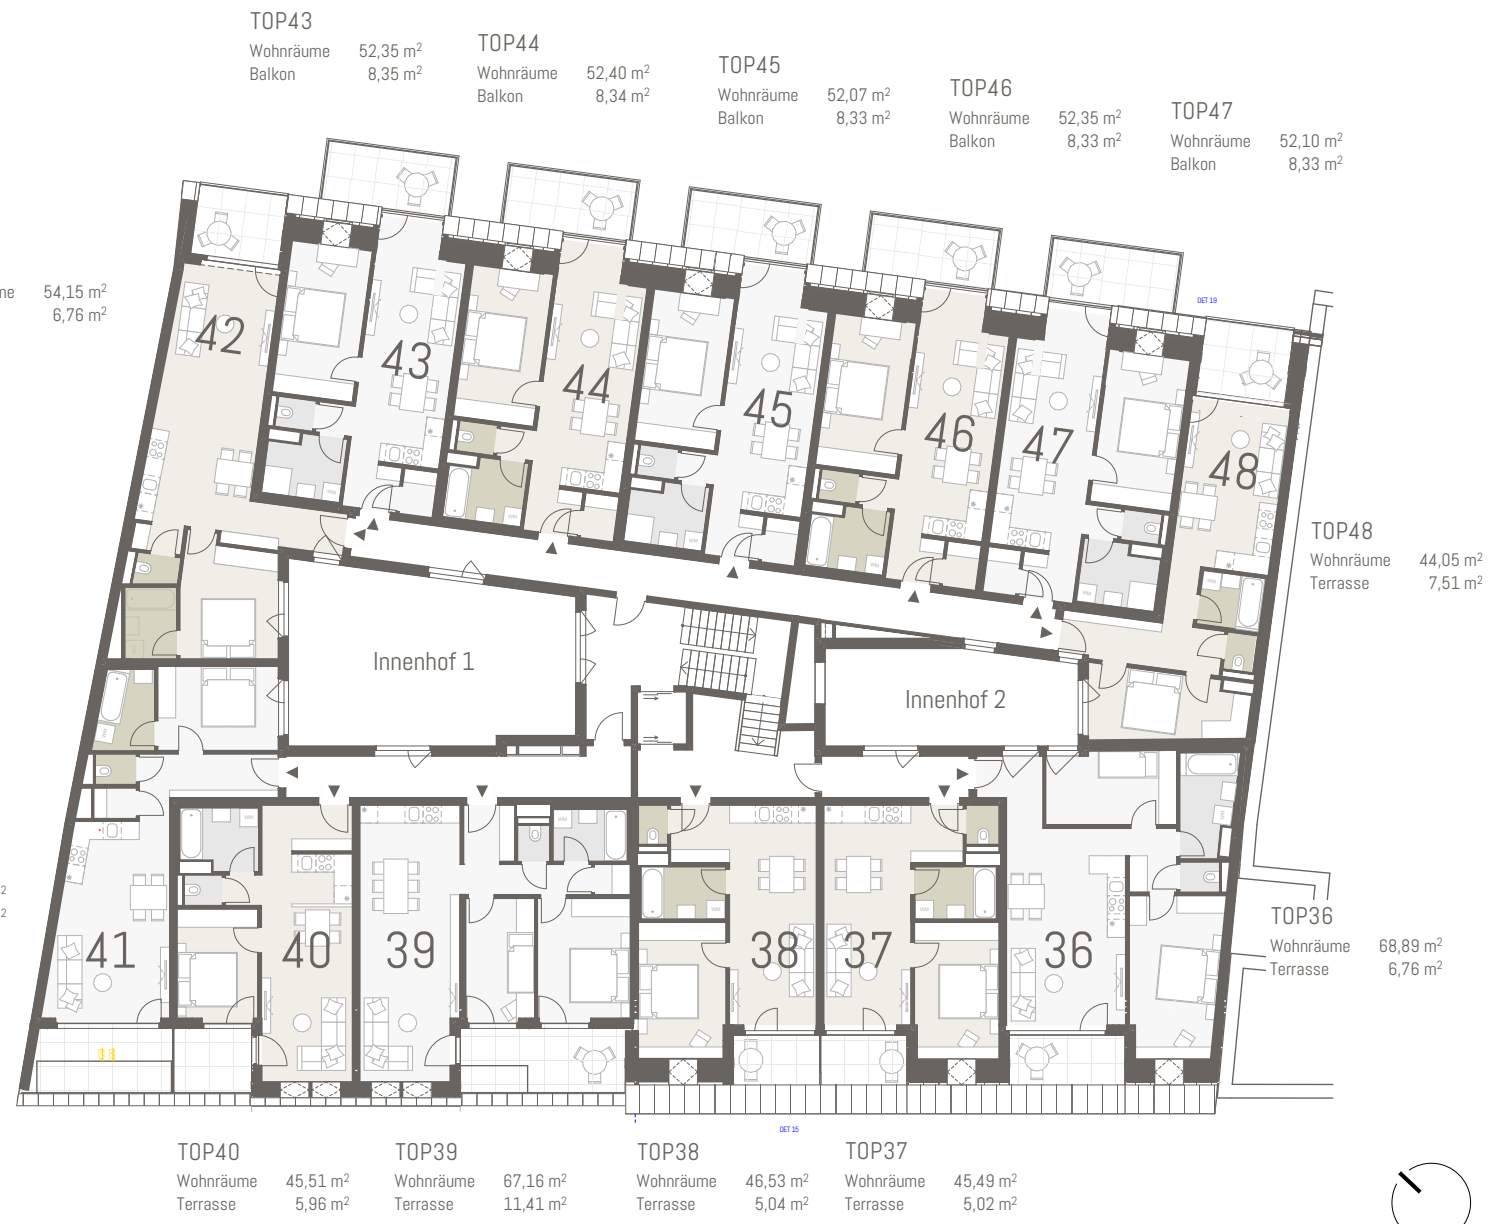 TOP43
Wohnräume 52,35 m²
Balkon 8,35 m²
TOP44
Wohnräume 52,40 m²
Balkon 8,34 m²
TOP45
Wohnräume 52,07 m²
Balkon 8,33 m²
TOP46
Wohnräume 52,35 m²
Balkon 8,33 m²
TOP47
Wohnräume 52,10 m²
Balkon 8,33 m²
me 54,15 m²
6,76 m²
DET 19
42
43
44
45
46
47
48
TOP48
Wohnräume 44,05 m²
Terrasse 7,51 m²
Innenhof 1
Innenhof 2
41
40
39
38
37
36
TOP36
Wohnräume 68,89 m²
Terrasse 6,76 m²
DET 15
TOP40
Wohnräume 45,51 m²
Terrasse 5,96 m²
TOP39
Wohnräume 67,16 m²
Terrasse 11,41 m²
TOP38
Wohnräume 46,53 m²
Terrasse 5,04 m²
TOP37
Wohnräume 45,49 m²
Terrasse 5,02 m²